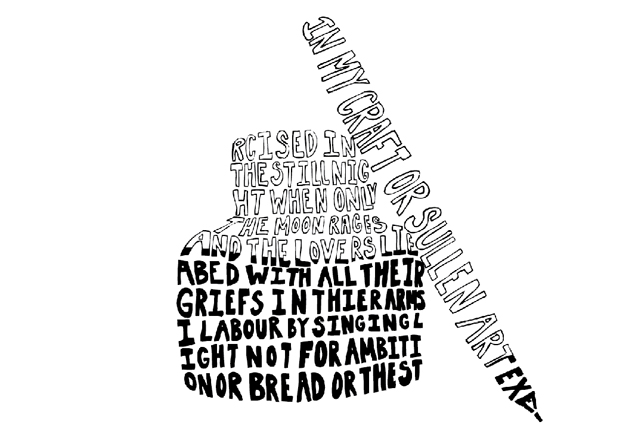 IN MY CRAFT OR SULLEN ART EXE-
RCISED IN
THE STILL NIG
HT WHEN ONLY
THE MOON RAGES
AND THE LOVERS LIE
ABED WITH ALL THEIR
GRIEFS IN THIER ARMS
I LABOUR BY SINGING L
IGHT NOT FOR AMBITI
ON OR BREAD OR THE ST